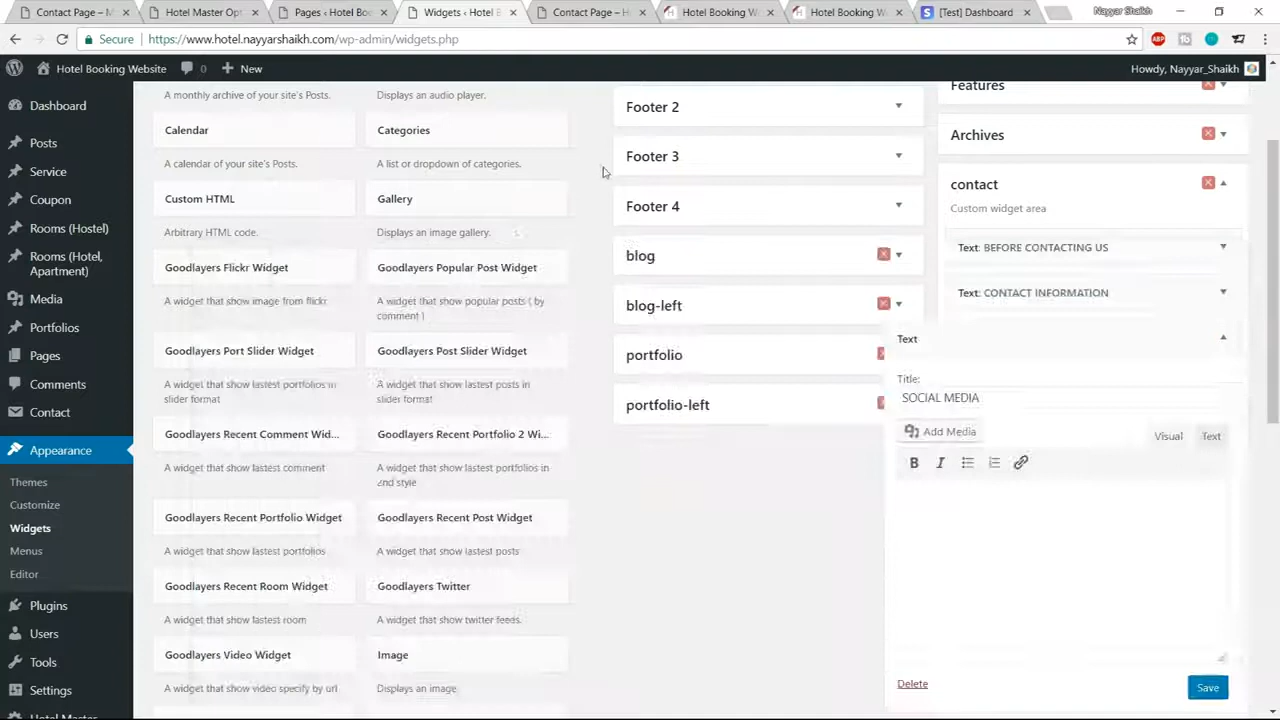 Contact Page – M
Hotel Master Opt
Pages ‹ Hotel Boo
Widgets ‹ Hotel B
Contact Page – H
Hotel Booking W
Hotel Booking W
[Test] Dashboard
Nayyar Shaikh
Secure
https://www.hotel.nayyarshaikh.com/wp-admin/widgets.php
Hotel Booking Website
0
New
Howdy, Nayyar_Shaikh
Dashboard
Posts
Service
Coupon
Rooms (Hostel)
Rooms (Hotel,
Apartment)
Media
Portfolios
Pages
Comments
Contact
Appearance
Themes
Customize
Widgets
Menus
Editor
Plugins
Users
Tools
Settings
Hotel Master
A monthly archive of your site's Posts.
Displays an audio player.
Calendar
Categories
A calendar of your site's Posts.
A list or dropdown of categories.
Custom HTML
Gallery
Arbitrary HTML code.
Displays an image gallery.
Goodlayers Flickr Widget
Goodlayers Popular Post Widget
A widget that show image from flickr
A widget that show popular posts ( by
comment )
Goodlayers Port Slider Widget
Goodlayers Post Slider Widget
A widget that show lastest portfolios in
slider format
A widget that show lastest posts in
slider format
Goodlayers Recent Comment Wid...
Goodlayers Recent Portfolio 2 Wi...
A widget that show lastest comment
A widget that show lastest portfolios in
2nd style
Goodlayers Recent Portfolio Widget
Goodlayers Recent Post Widget
A widget that show lastest portfolios
A widget that show lastest posts
Goodlayers Recent Room Widget
Goodlayers Twitter
A widget that show lastest room
A widget that show twitter feeds.
Goodlayers Video Widget
Image
A widget that show video specify by url
Displays an image.
Footer 2
Footer 3
Footer 4
blog
blog-left
portfolio
portfolio-left
Features
Archives
contact
Custom widget area
Text: BEFORE CONTACTING US
Text: CONTACT INFORMATION
Text
Title:
SOCIAL MEDIA
Add Media
Visual
Text
B
I
Delete
Save